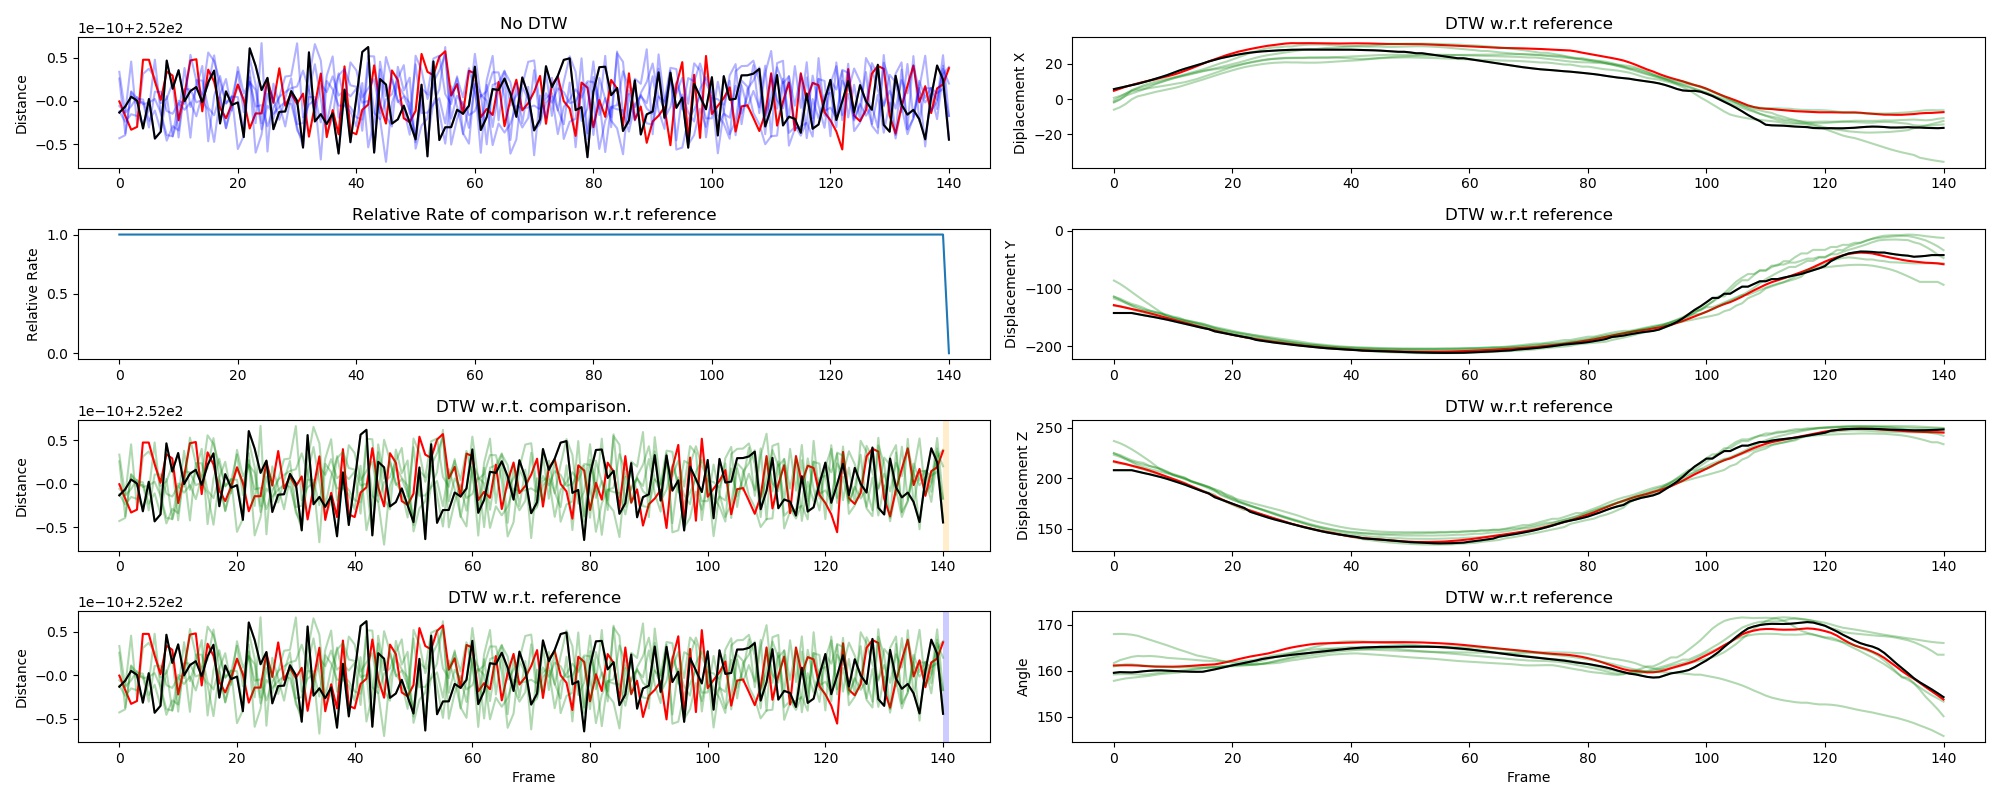 No DTW
1e−10+2.52e2
0.5
−0.0
−0.5
Distance
0 20 40 60 80 100 120 140
DTW w.r.t reference
20
0
−20
Diplacement X
0 20 40 60 80 100 120 140
Relative Rate of comparison w.r.t reference
1.0
0.5
0.0
Relative Rate
0 20 40 60 80 100 120 140
DTW w.r.t reference
0
−100
−200
Displacement Y
0 20 40 60 80 100 120 140
DTW w.r.t. comparison.
1e−10+2.52e2
0.5
−0.0
−0.5
Distance
0 20 40 60 80 100 120 140
DTW w.r.t reference
250
200
150
Displacement Z
0 20 40 60 80 100 120 140
DTW w.r.t. reference
1e−10+2.52e2
0.5
−0.0
−0.5
Distance
0 20 40 60 80 100 120 140
Frame
DTW w.r.t reference
170
160
150
Angle
0 20 40 60 80 100 120 140
Frame